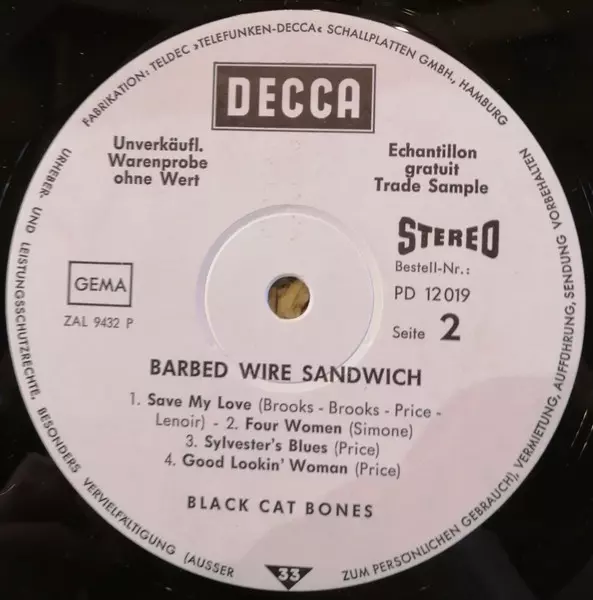 FABRIKATION: TELDEC »TELEFUNKEN-DECCA« SCHALLPLATTEN GMBH., HAMBURG
DECCA
Unverkäufl.
Warenprobe
ohne Wert
Echantillon
gratuit
Trade Sample
STEREO
GEMA
ZAL 9432 P
Bestell-Nr.:
PD 12019
Seite 2
BARBED WIRE SANDWICH
1. Save My Love (Brooks - Brooks - Price -
Lenoir) - 2. Four Women (Simone)
3. Sylvester's Blues (Price)
4. Good Lookin' Woman (Price)
BLACK CAT BONES
URHEBER- UND LEISTUNGSSCHUTZRECHTE, BESONDERS VERVIELFÄLTIGUNG (AUSSER
33
ZUM PERSÖNLICHEN GEBRAUCH), VERMIETUNG, AUFFÜHRUNG, SENDUNG VORBEHALTEN